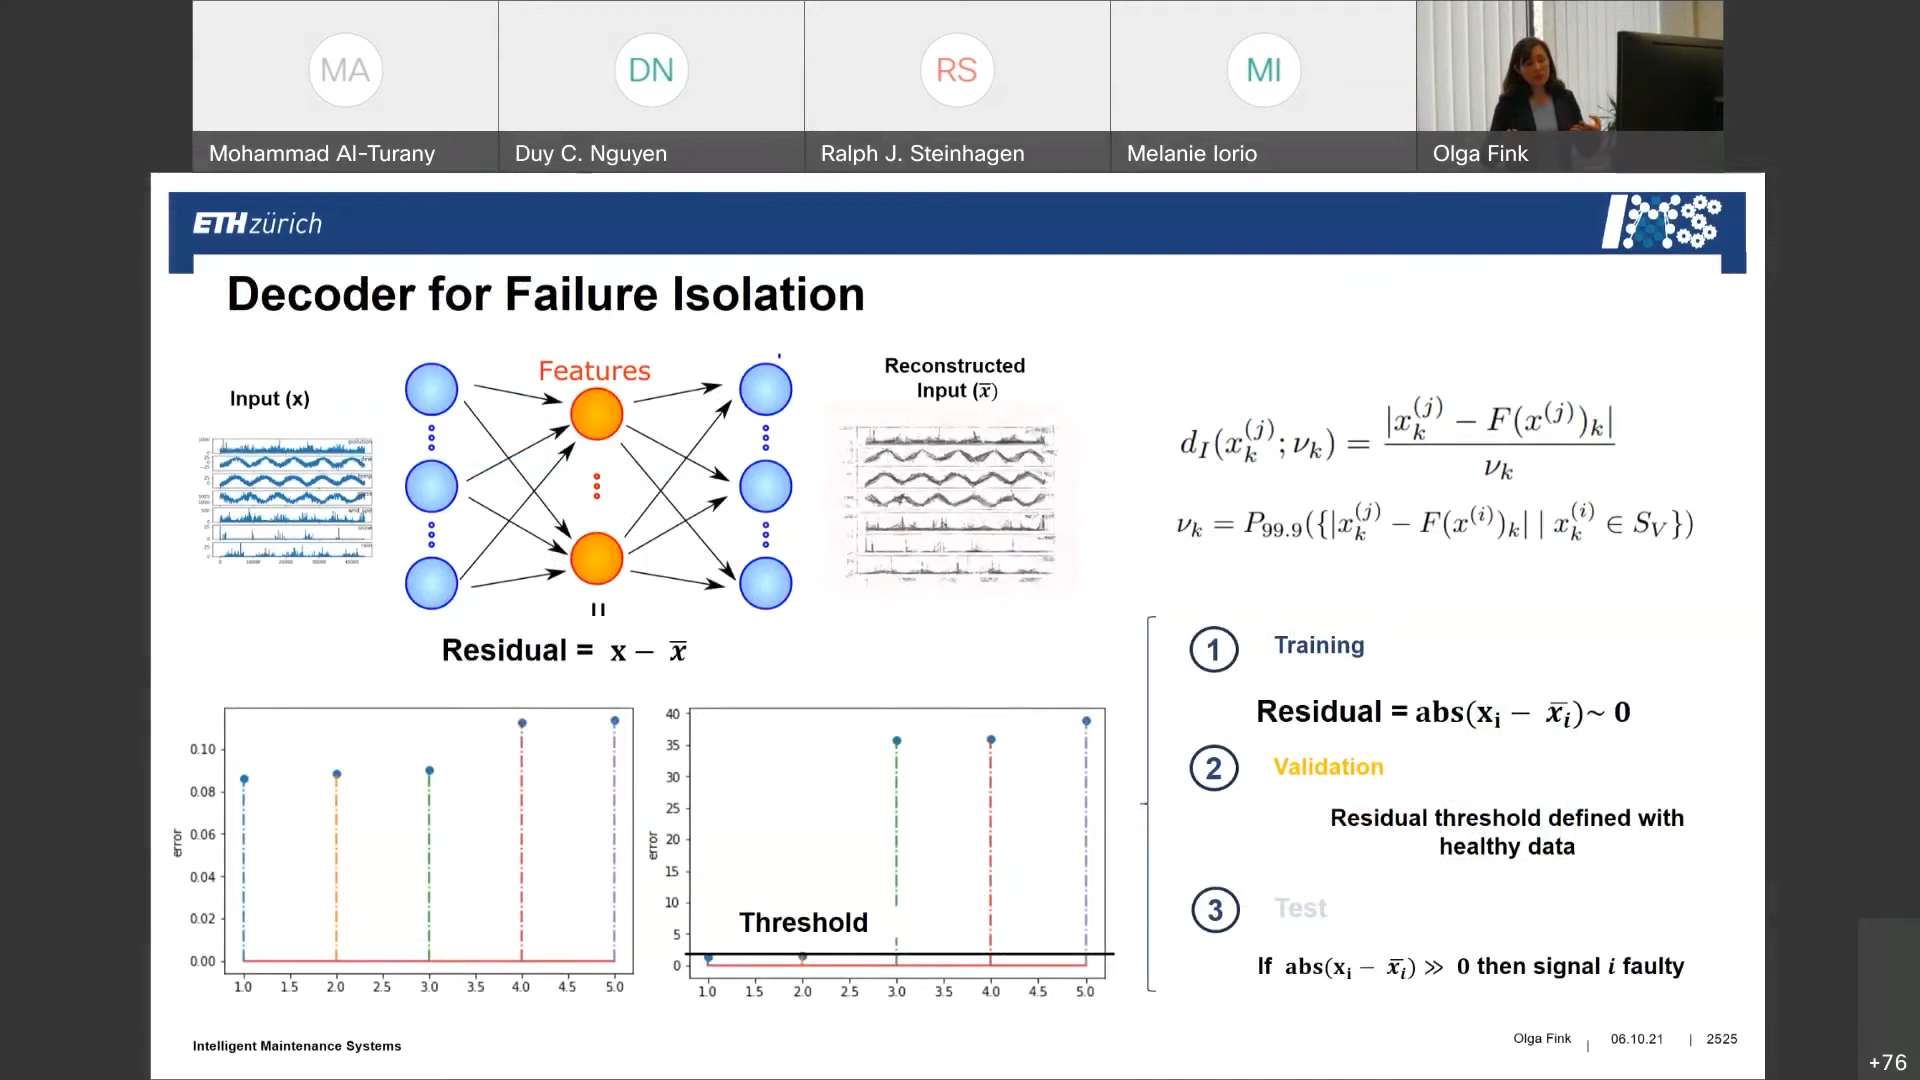 MA
DN
RS
MI
Mohammad Al-Turany
Duy C. Nguyen
Ralph J. Steinhagen
Melanie Iorio
Olga Fink
ETH zürich
IMS
Decoder for Failure Isolation
Input (x)
Features
Reconstructed
Input (x̅)
d_I(x_k^(j); ν_k) = |x_k^(j) − F(x^(j))_k| / ν_k
ν_k = P_99.9({|x_k^(j) − F(x^(i))_k| | x_k^(i) ∈ S_V})
=
Residual = x − x̅
1 Training
Residual = abs(x_i − x̅_i) ~ 0
2 Validation
Residual threshold defined with
healthy data
3 Test
If abs(x_i − x̅_i) ≫ 0 then signal i faulty
error
0.10
0.08
0.06
0.04
0.02
0.00
1.0 1.5 2.0 2.5 3.0 3.5 4.0 4.5 5.0
error
40
35
30
25
20
15
10
5
0
Threshold
1.0 1.5 2.0 2.5 3.0 3.5 4.0 4.5 5.0
Intelligent Maintenance Systems
Olga Fink | 06.10.21 | 2525
+76